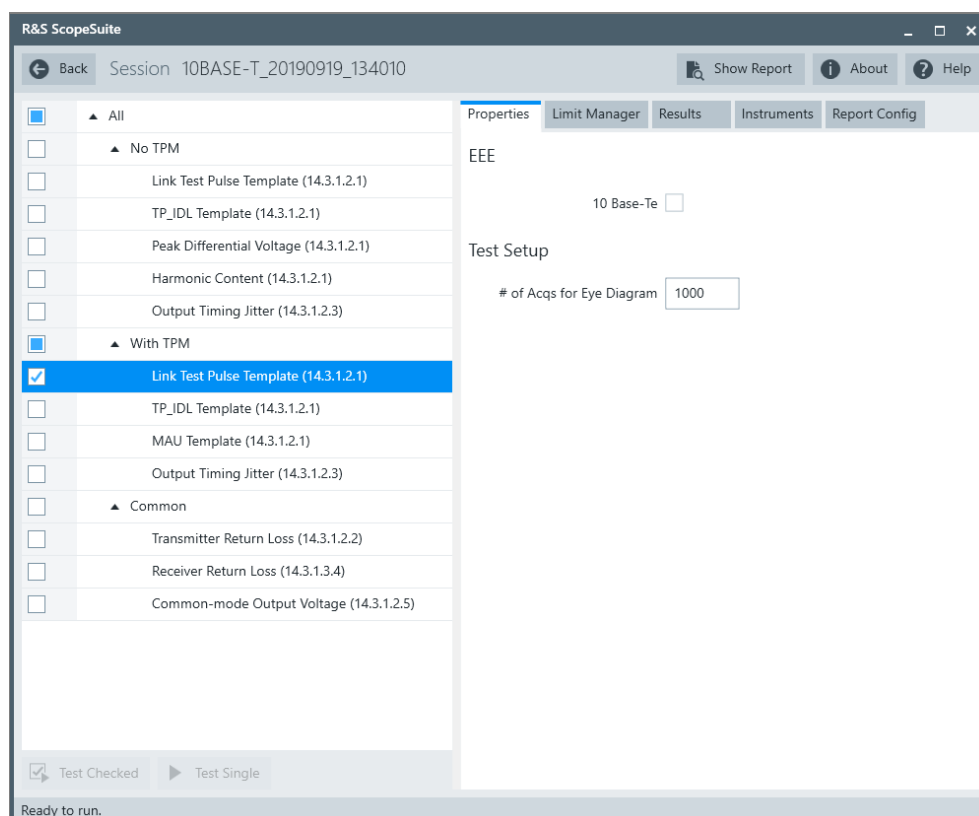 R&S ScopeSuite
Back Session 10BASE-T_20190919_134010 Show Report About Help
All
No TPM
Link Test Pulse Template (14.3.1.2.1)
TP_IDL Template (14.3.1.2.1)
Peak Differential Voltage (14.3.1.2.1)
Harmonic Content (14.3.1.2.1)
Output Timing Jitter (14.3.1.2.3)
With TPM
Link Test Pulse Template (14.3.1.2.1)
TP_IDL Template (14.3.1.2.1)
MAU Template (14.3.1.2.1)
Output Timing Jitter (14.3.1.2.3)
Common
Transmitter Return Loss (14.3.1.2.2)
Receiver Return Loss (14.3.1.3.4)
Common-mode Output Voltage (14.3.1.2.5)
Test Checked Test Single
Properties Limit Manager Results Instruments Report Config
EEE
10 Base-Te
Test Setup
# of Acqs for Eye Diagram 1000
Ready to run.